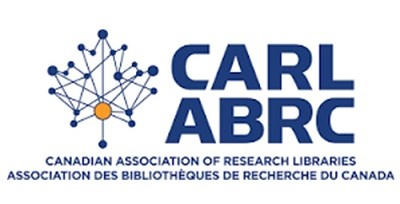 CARL
ABRC
CANADIAN ASSOCIATION OF RESEARCH LIBRARIES
ASSOCIATION DES BIBLIOTHÈQUES DE RECHERCHE DU CANADA